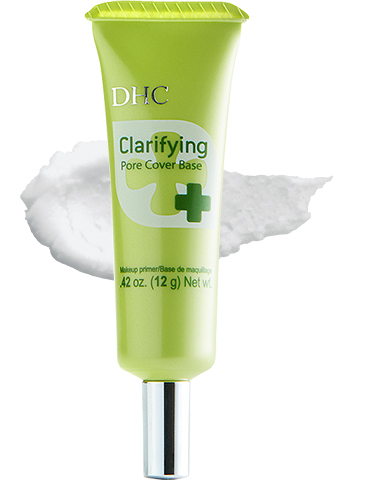 DHC
Clarifying
Pore Cover Base
Makeup primer/Base de maquillage
.42 oz. (12 g) Net wt.